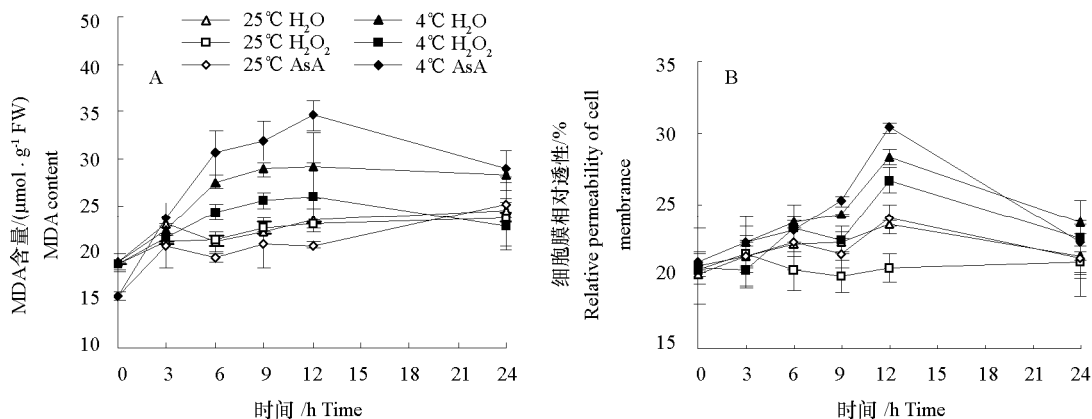 25℃ H₂O
4℃ H₂O
25℃ H₂O₂
4℃ H₂O₂
25℃ AsA
4℃ AsA
A
MDA含量/(μmol · g⁻¹ FW)
MDA content
50
45
40
35
30
25
20
15
10
0 3 6 9 12 15 18 21 24
时间 /h Time
B
细胞膜相对透性/%
Relative permeability of cell
membrance
35
30
25
20
15
0 3 6 9 12 15 18 21 24
时间 /h Time